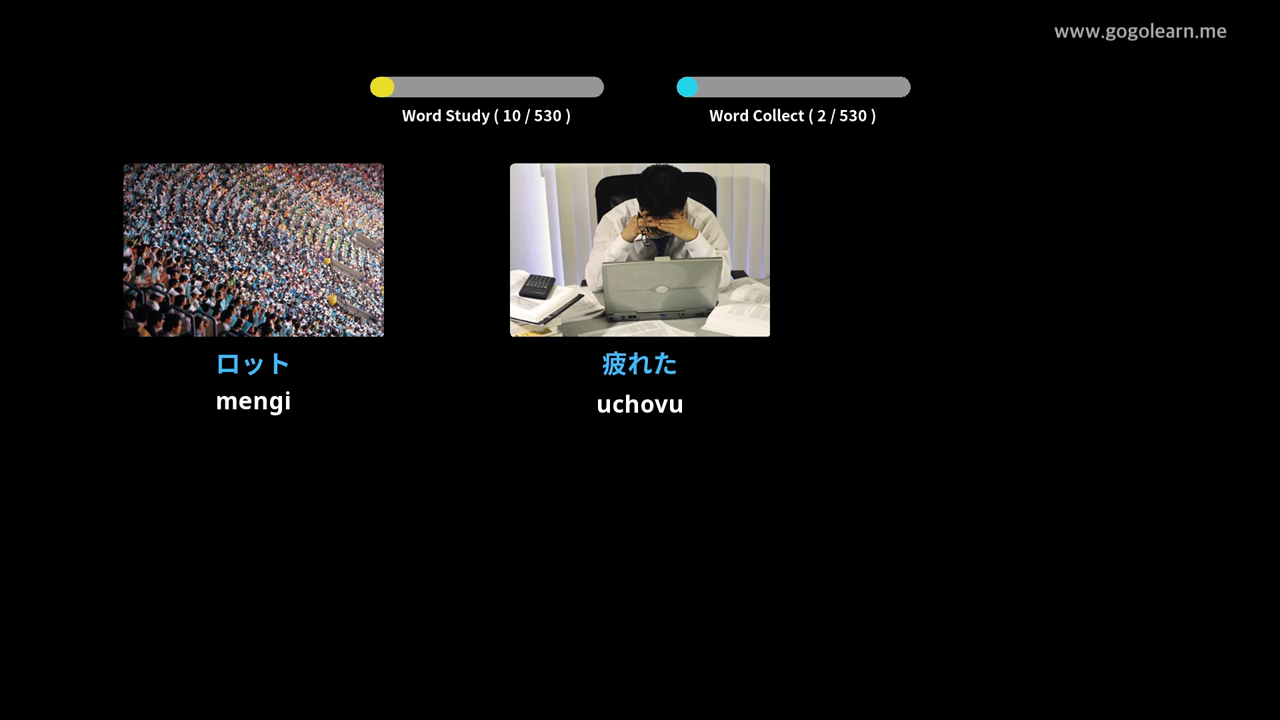 www.gogolearn.me
Word Study ( 10 / 530 )
Word Collect ( 2 / 530 )
ロット
mengi
疲れた
uchovu